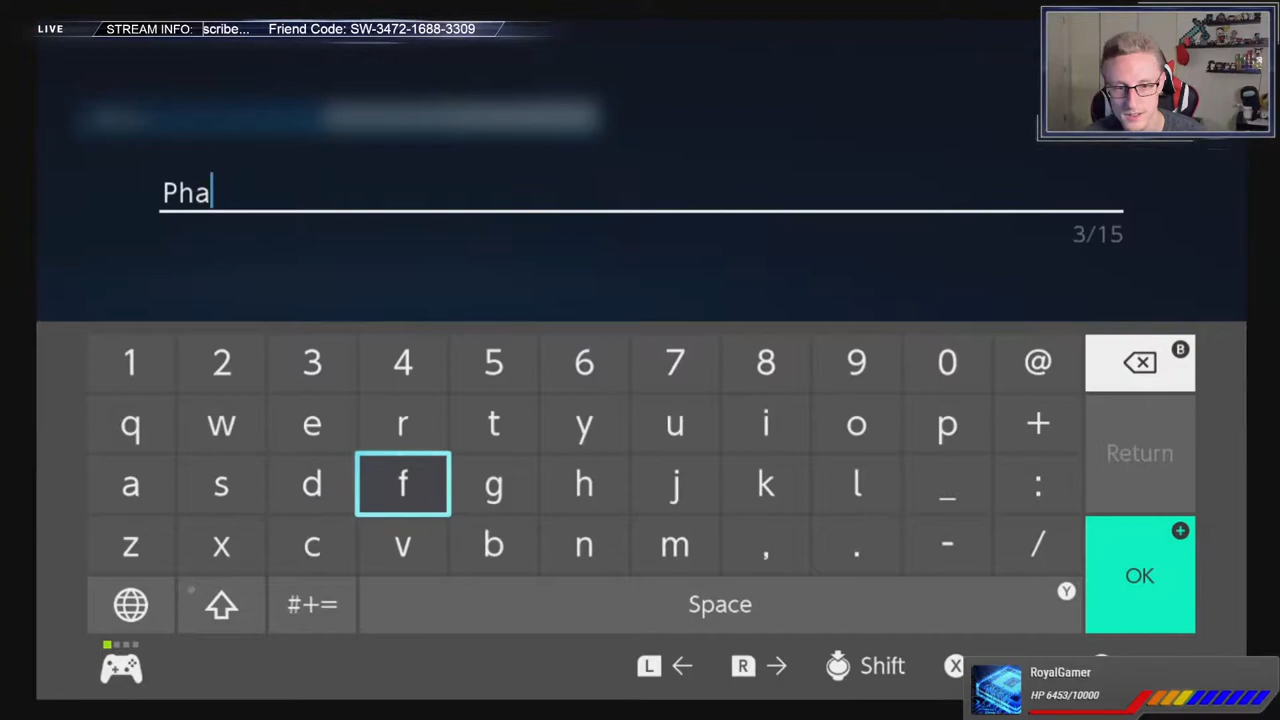 LIVE STREAM INFO: scribe... Friend Code: SW-3472-1688-3309
Pha
3/15
1 2 3 4 5 6 7 8 9 0 @ B
q w e r t y u i o p +
Return
a s d f g h j k l _ :
z x c v b n m , . - / +
OK
#+= Space Y
L ← R → Shift X
RoyalGamer
HP 6453/10000